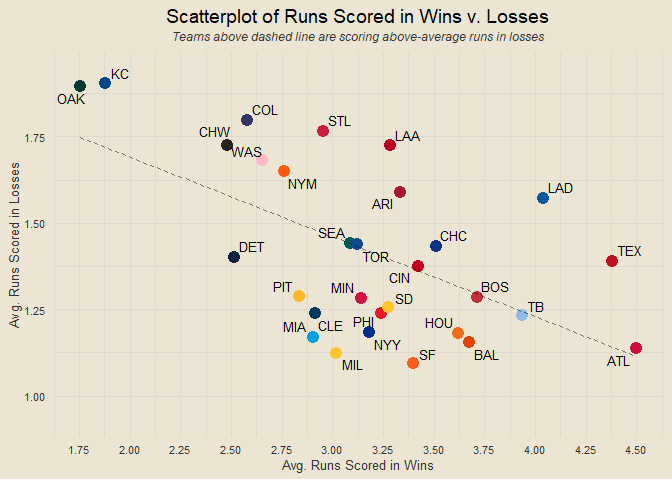 Scatterplot of Runs Scored in Wins v. Losses
Teams above dashed line are scoring above-average runs in losses
KC
OAK
COL
STL
CHW
WAS
LAA
NYM
ARI
LAD
SEA
TOR
CHC
DET
TEX
CIN
PIT
MIN
SD
BOS
TB
MIA
CLE
PHI
NYY
HOU
BAL
MIL
SF
ATL
1.75
1.50
1.25
1.00
Avg. Runs Scored in Losses
1.75 2.00 2.25 2.50 2.75 3.00 3.25 3.50 3.75 4.00 4.25 4.50
Avg. Runs Scored in Wins